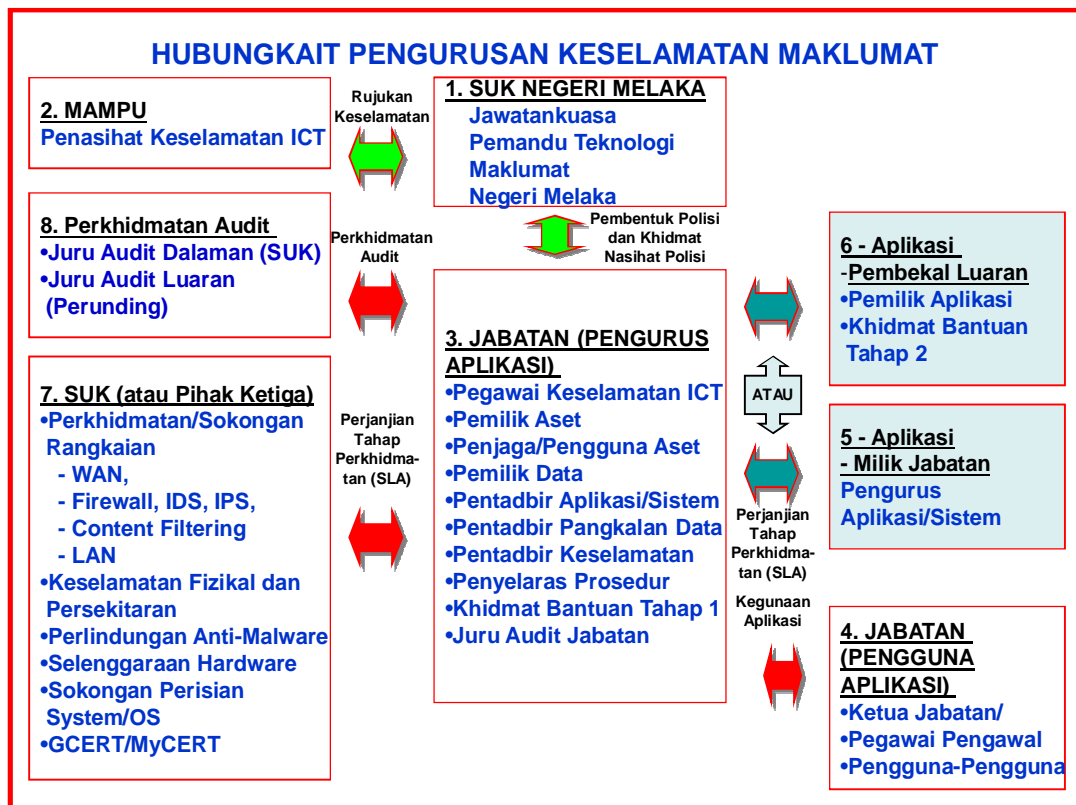 HUBUNGKAIT PENGURUSAN KESELAMATAN MAKLUMAT
2. MAMPU
Penasihat Keselamatan ICT
Rujukan
Keselamatan
1. SUK NEGERI MELAKA
Jawatankuasa
Pemandu Teknologi
Maklumat
Negeri Melaka
8. Perkhidmatan Audit
•Juru Audit Dalaman (SUK)
•Juru Audit Luaran
(Perunding)
Perkhidmatan
Audit
Pembentuk Polisi
dan Khidmat
Nasihat Polisi
3. JABATAN (PENGURUS
APLIKASI)
•Pegawai Keselamatan ICT
•Pemilik Aset
•Penjaga/Pengguna Aset
•Pemilik Data
•Pentadbir Aplikasi/Sistem
•Pentadbir Pangkalan Data
•Pentadbir Keselamatan
•Penyelaras Prosedur
•Khidmat Bantuan Tahap 1
•Juru Audit Jabatan
6 - Aplikasi
-Pembekal Luaran
•Pemilik Aplikasi
•Khidmat Bantuan
Tahap 2
ATAU
5 - Aplikasi
- Milik Jabatan
Pengurus
Aplikasi/Sistem
7. SUK (atau Pihak Ketiga)
•Perkhidmatan/Sokongan
Rangkaian
- WAN,
- Firewall, IDS, IPS,
- Content Filtering
- LAN
•Keselamatan Fizikal dan
Persekitaran
•Perlindungan Anti-Malware
•Selenggaraan Hardware
•Sokongan Perisian
System/OS
•GCERT/MyCERT
Perjanjian
Tahap
Perkhidma-
tan (SLA)
Perjanjian
Tahap
Perkhidma-
tan (SLA)
Kegunaan
Aplikasi
4. JABATAN
(PENGGUNA
APLIKASI)
•Ketua Jabatan/
•Pegawai Pengawal
•Pengguna-Pengguna